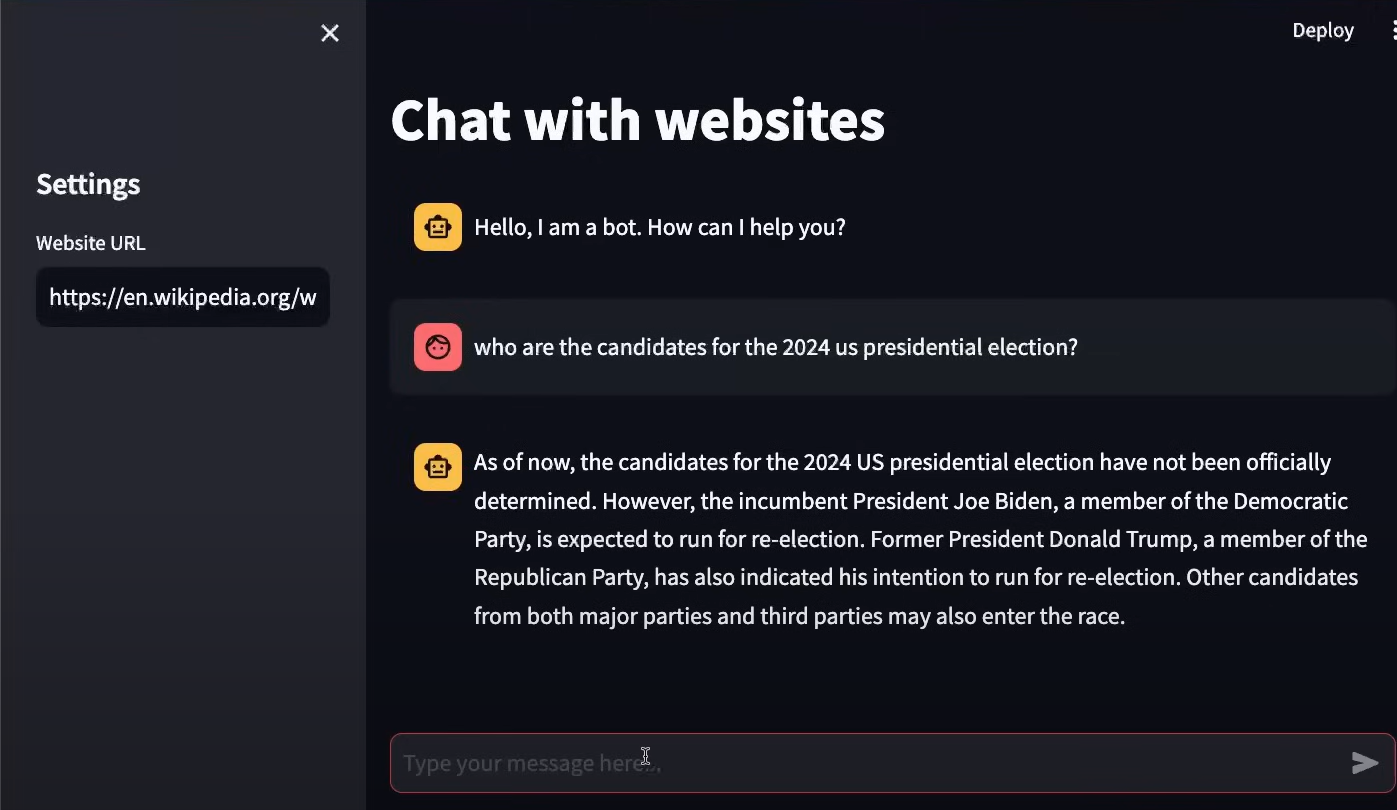 Deploy
Chat with websites
Settings
Website URL
https://en.wikipedia.org/w
Hello, I am a bot. How can I help you?
who are the candidates for the 2024 us presidential election?
As of now, the candidates for the 2024 US presidential election have not been officially
determined. However, the incumbent President Joe Biden, a member of the Democratic
Party, is expected to run for re-election. Former President Donald Trump, a member of the
Republican Party, has also indicated his intention to run for re-election. Other candidates
from both major parties and third parties may also enter the race.
Type your message here...